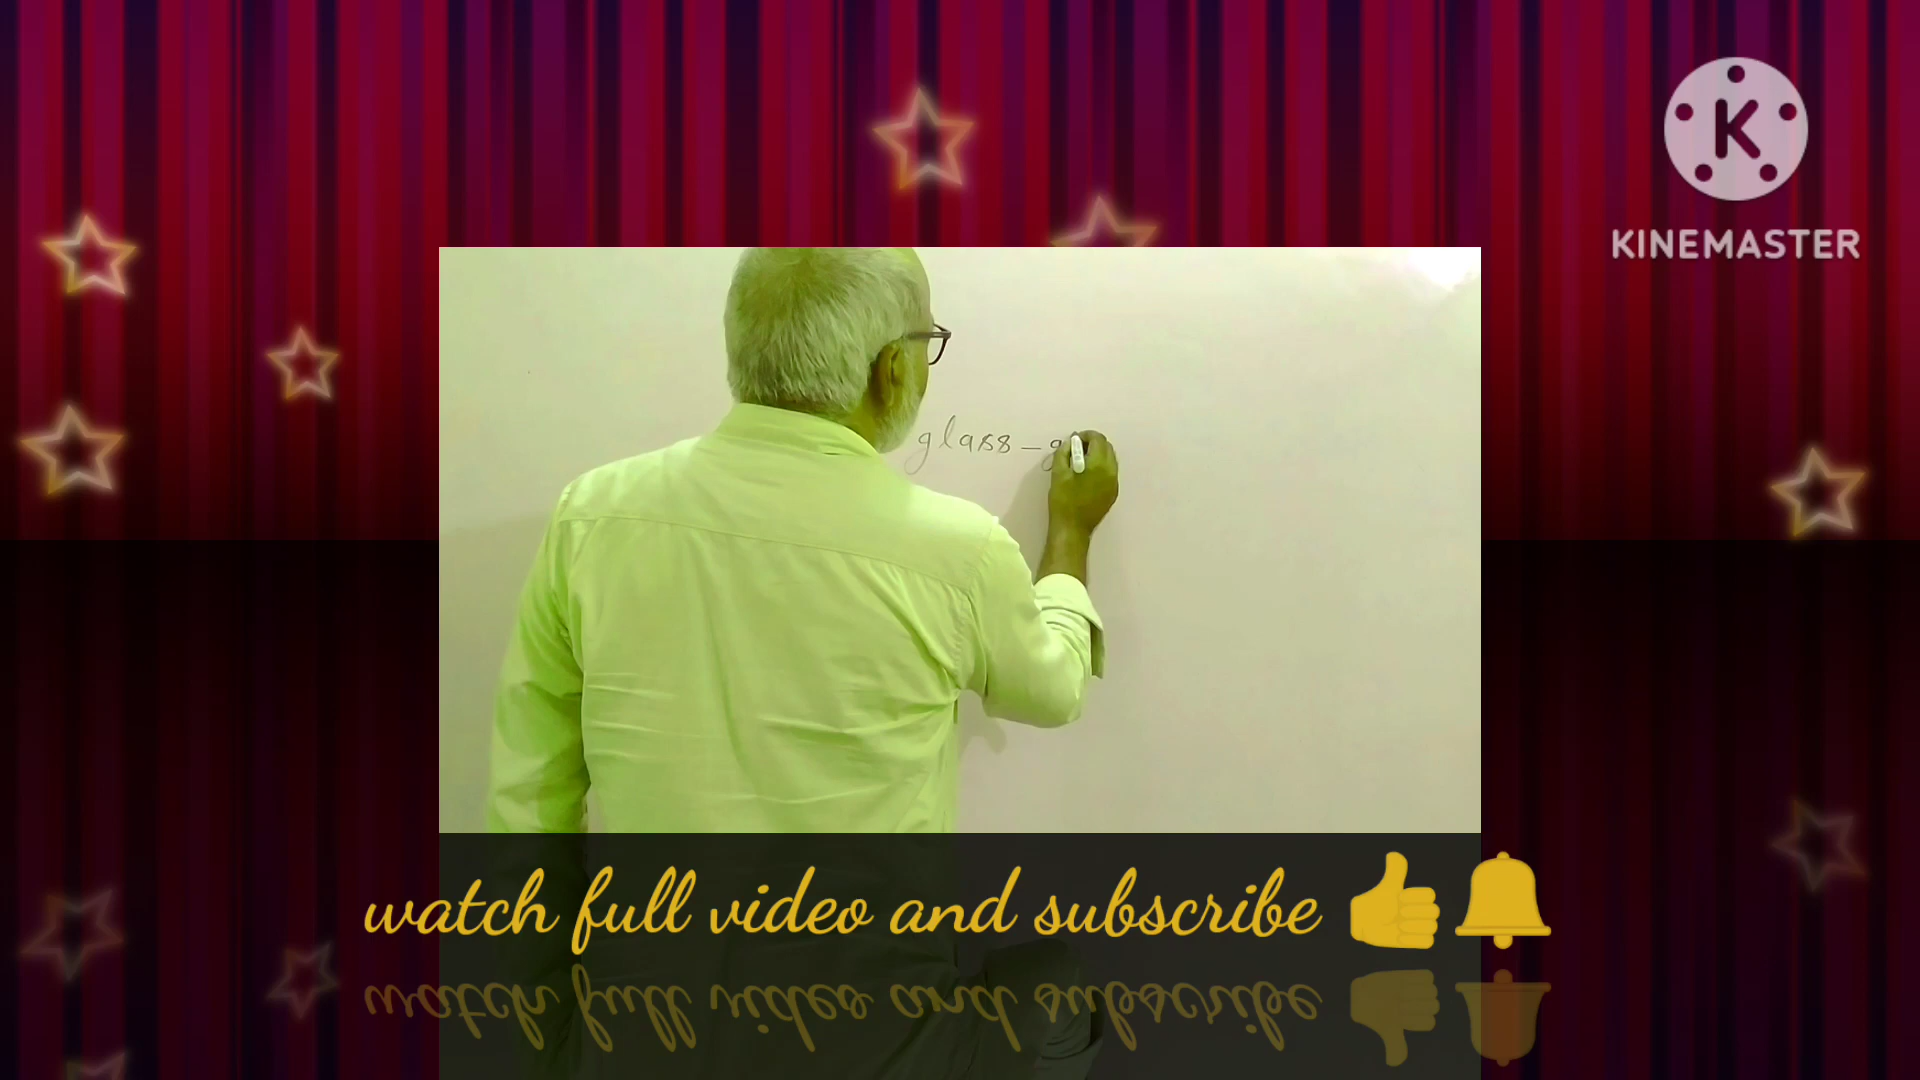 K
KINEMASTER
glass – g
watch full video and subscribe 👍🔔